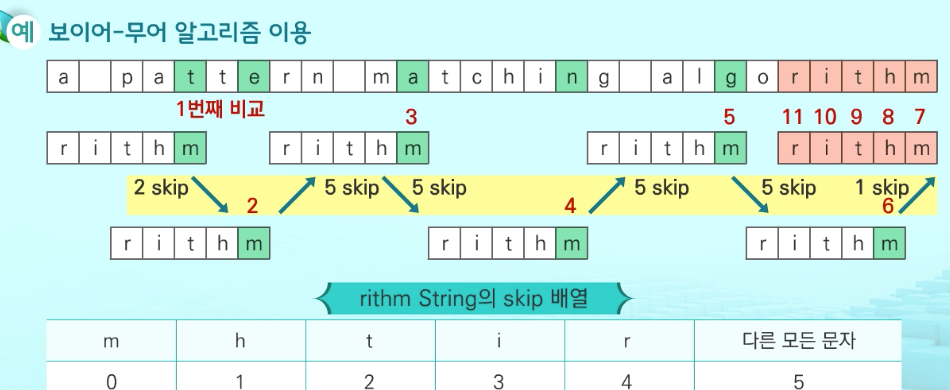 예 보이어-무어 알고리즘 이용
a p a t t e r n m a t c h i n g a l g o r i t h m
1번째 비교 3 5 11 10 9 8 7
r i t h m r i t h m r i t h m r i t h m
2 skip 5 skip 5 skip 5 skip 5 skip 1 skip
2 4 6
r i t h m r i t h m r i t h m
rithm String의 skip 배열
m h t i r 다른 모든 문자
0 1 2 3 4 5